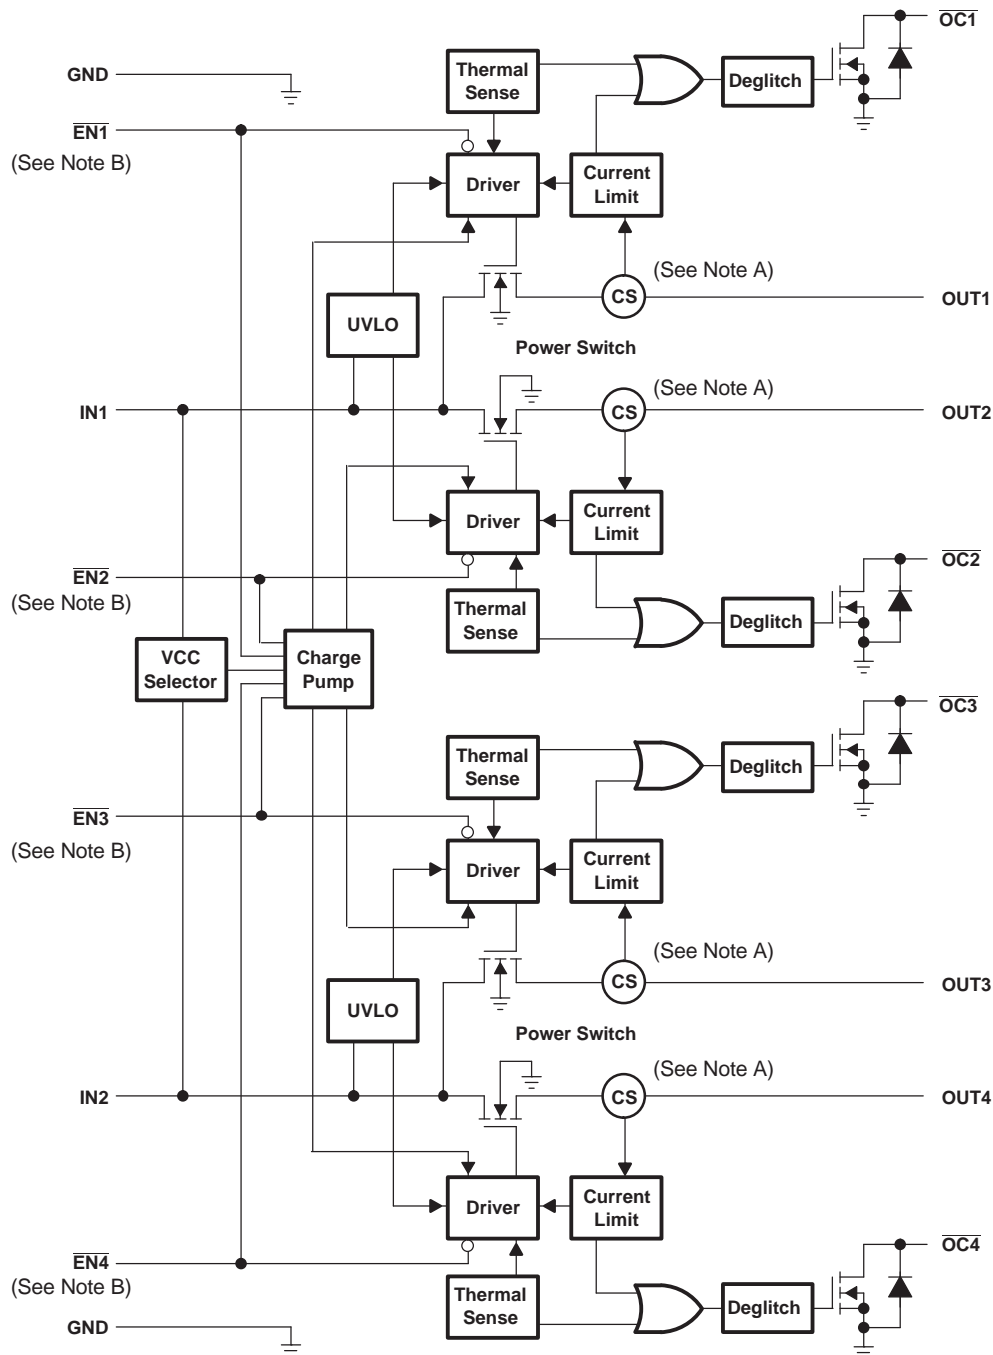 OC1
GND
Thermal
Sense
Deglitch
EN1
(See Note B)
Driver
Current
Limit
(See Note A)
CS
OUT1
UVLO
Power Switch
(See Note A)
IN1
CS
OUT2
Driver
Current
Limit
EN2
(See Note B)
OC2
Thermal
Sense
Deglitch
VCC
Selector
Charge
Pump
OC3
Thermal
Sense
Deglitch
EN3
(See Note B)
Driver
Current
Limit
(See Note A)
CS
OUT3
UVLO
Power Switch
(See Note A)
IN2
CS
OUT4
Driver
Current
Limit
EN4
(See Note B)
OC4
Thermal
Sense
Deglitch
GND